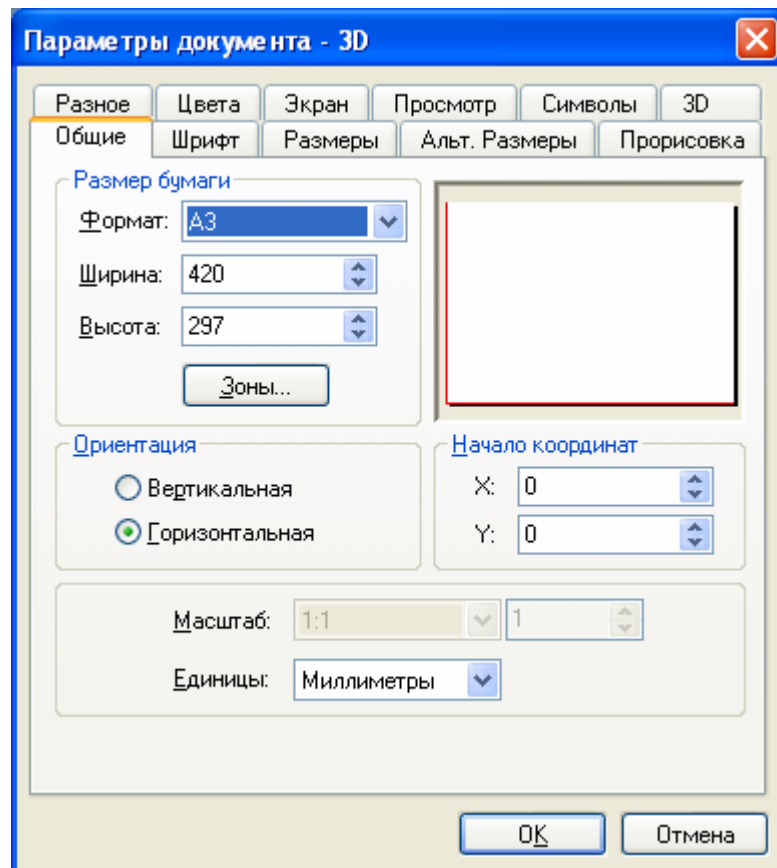 Параметры документа - 3D
Разное Цвета Экран Просмотр Символы 3D
Общие Шрифт Размеры Альт. Размеры Прорисовка
Размер бумаги
Формат: A3
Ширина: 420
Высота: 297
Зоны...
Ориентация
Вертикальная
Горизонтальная
Начало координат
X: 0
Y: 0
Масштаб: 1:1 1
Единицы: Миллиметры
OK Отмена